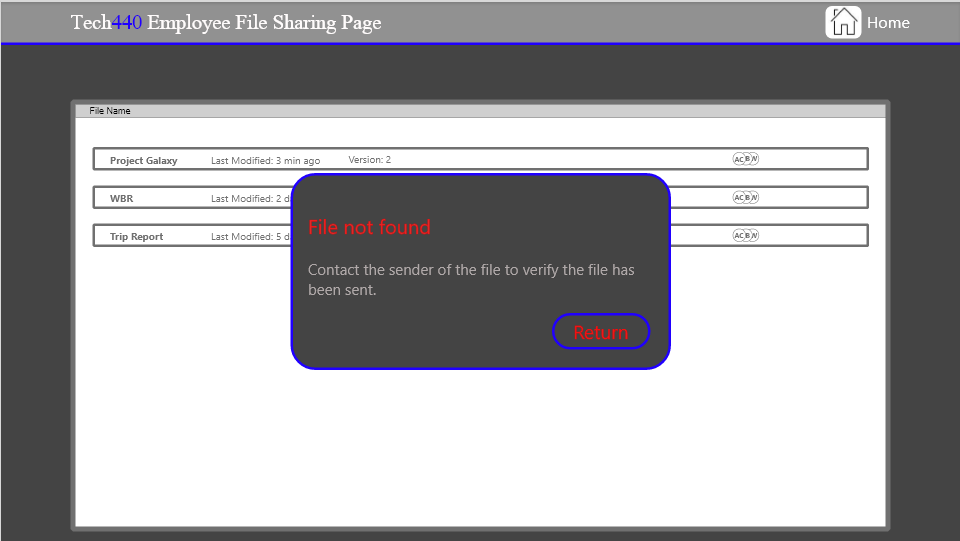 Tech440 Employee File Sharing Page
Home
File Name
Project Galaxy Last Modified: 3 min ago Version: 2 AC B N
WBR Last Modified: 2 d AC B N
Trip Report Last Modified: 5 d AC B N
File not found
Contact the sender of the file to verify the file has
been sent.
Return